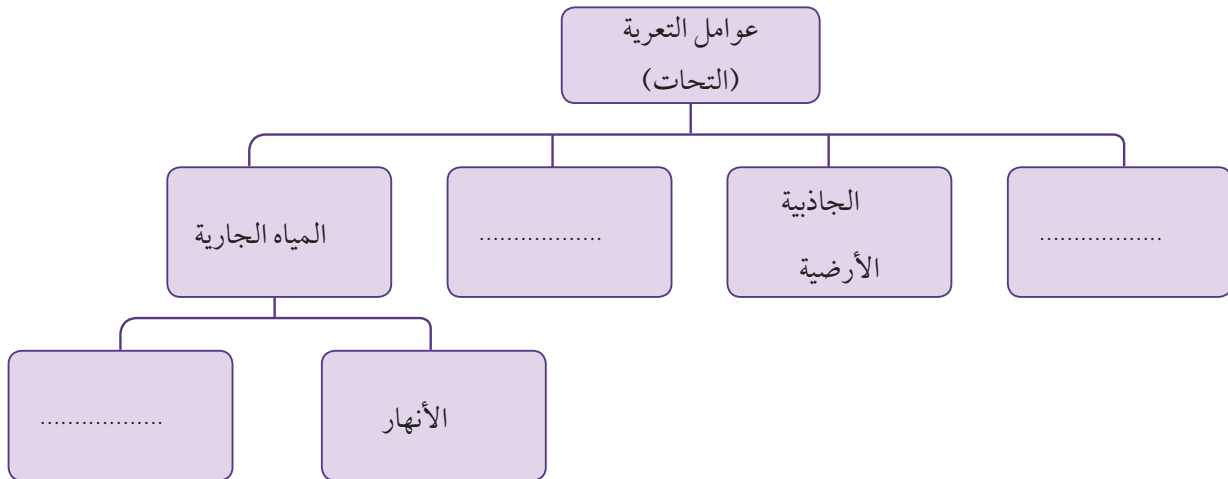 عوامل التعرية
(التحات)
..................
الجاذبية
الأرضية
..................
المياه الجارية
الأنهار
..................